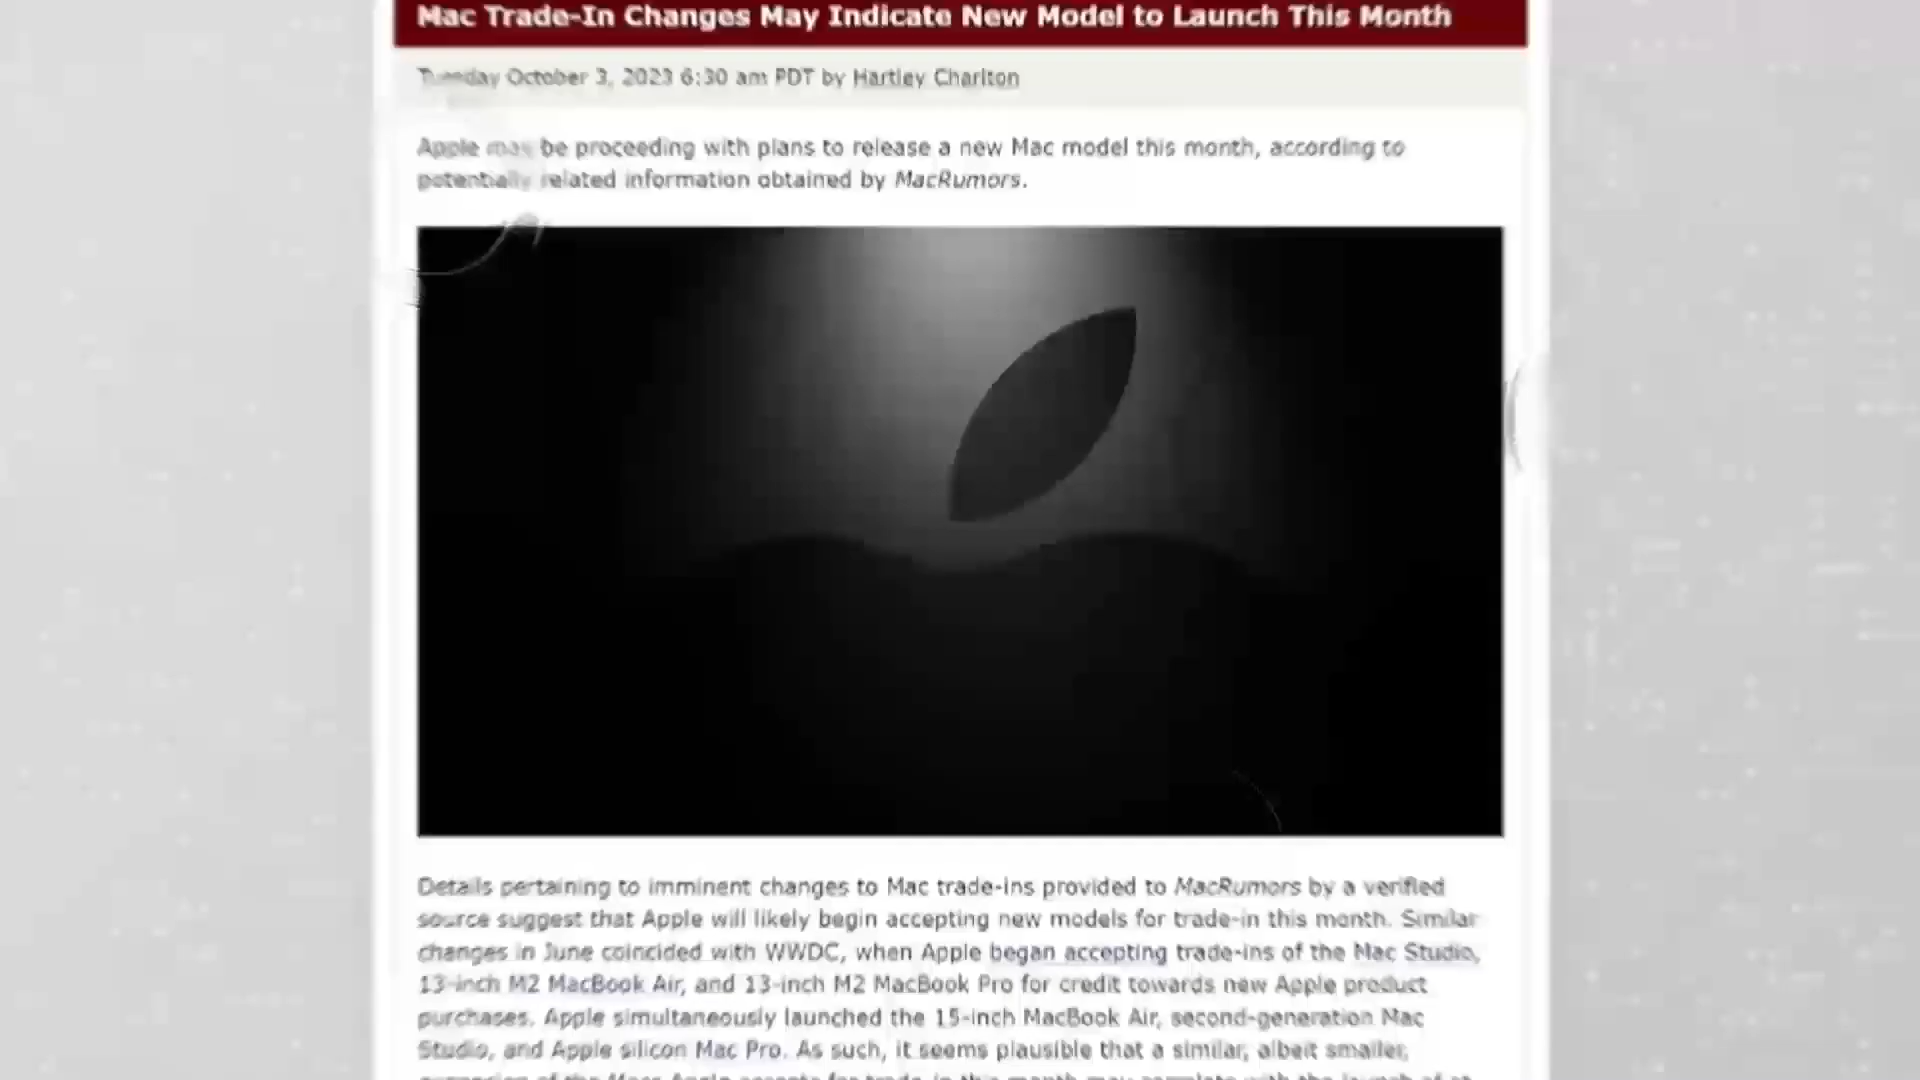 Mac Trade-In Changes May Indicate New Model to Launch This Month
Tuesday October 3, 2023 6:30 am PDT by Hartley Charlton
Apple may be proceeding with plans to release a new Mac model this month, according to
potentially related information obtained by MacRumors.
Details pertaining to imminent changes to Mac trade-ins provided to MacRumors by a verified
source suggest that Apple will likely begin accepting new models for trade-in this month. Similar
changes in June coincided with WWDC, when Apple began accepting trade-ins of the Mac Studio,
13-inch M2 MacBook Air, and 13-inch M2 MacBook Pro for credit towards new Apple product
purchases. Apple simultaneously launched the 15-inch MacBook Air, second-generation Mac
Studio, and Apple silicon Mac Pro. As such, it seems plausible that a similar, albeit smaller,